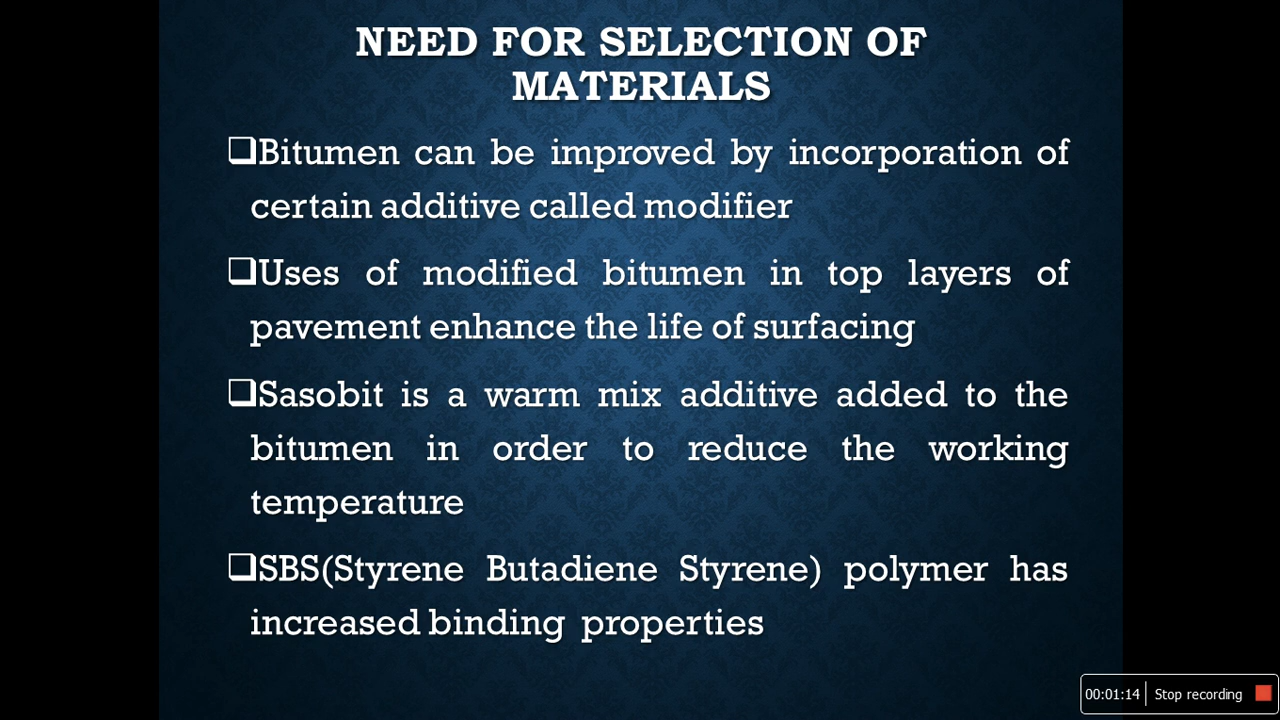 NEED FOR SELECTION OF
MATERIALS
❑Bitumen can be improved by incorporation of
certain additive called modifier
❑Uses of modified bitumen in top layers of
pavement enhance the life of surfacing
❑Sasobit is a warm mix additive added to the
bitumen in order to reduce the working
temperature
❑SBS(Styrene Butadiene Styrene) polymer has
increased binding properties
00:01:14 Stop recording